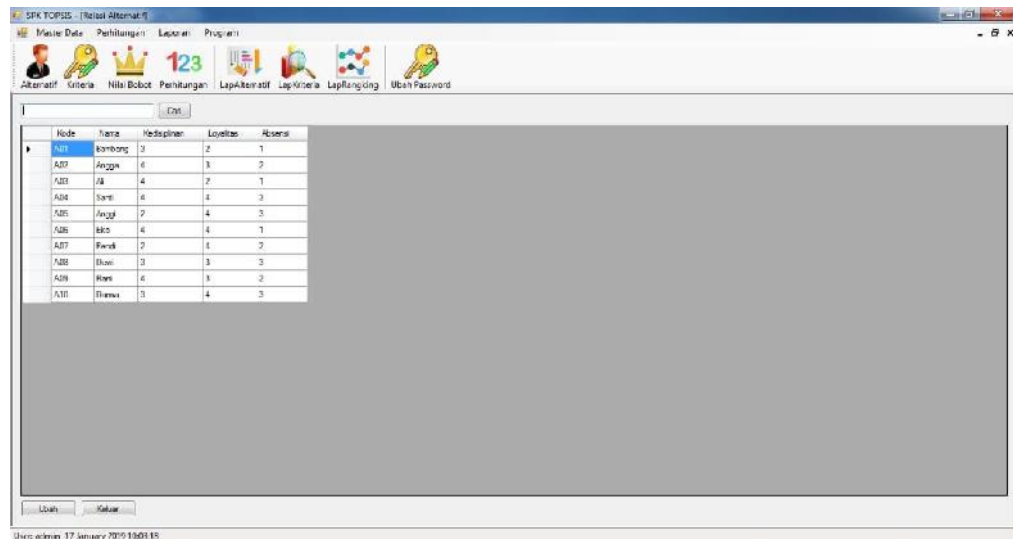 SPK TOPSIS - [Relasi Alternatif]
Master Data Perhitungan Laporan Program
Alternatif Kriteria Nilai Bobot Perhitungan LapAlternatif LapKriteria LapRangking Ubah Password
123
Cari
Kode Nama Kedisplinan Loyalitas Absensi
A01 Bambang 3 2 1
A02 Angga 4 3 2
A03 Ali 4 2 1
A04 Santi 4 4 3
A05 Anggi 2 4 3
A06 Eko 4 4 1
A07 2 4 2
A08 Dewi 3 3 3
A09 Rani 4 3 2
A10 3 4 3
Ubah Keluar
User: admin 17 January 2019 10:03:18